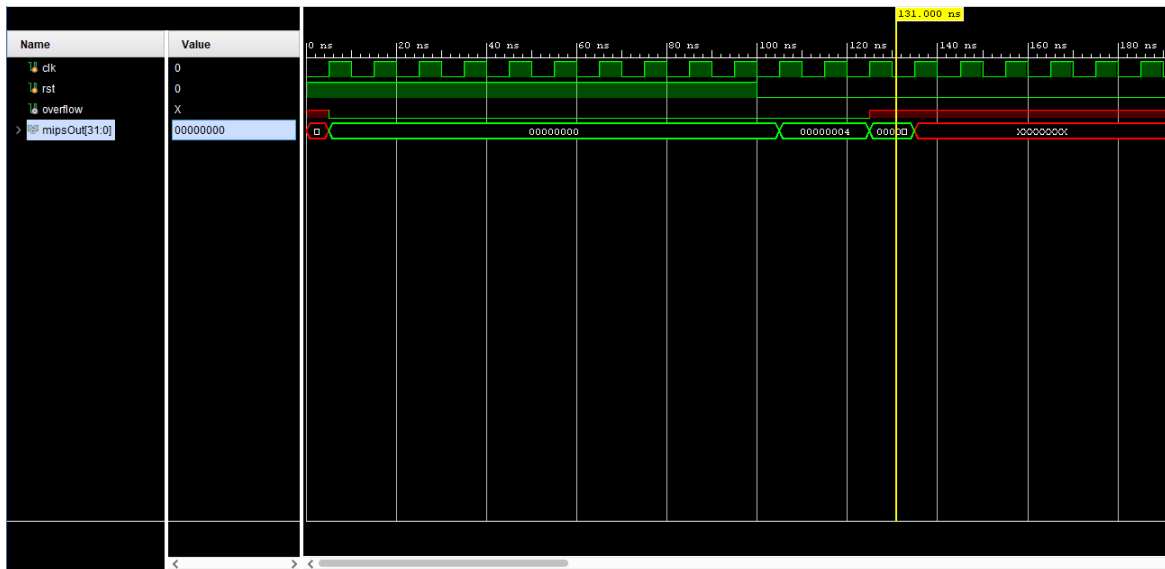 131.000 ns
Name Value
0 ns 20 ns 40 ns 60 ns 80 ns 100 ns 120 ns 140 ns 160 ns 180 ns
clk 0
rst 0
overflow X
mipsOut[31:0] 00000000 00000000 00000004 0000 XXXXXXXX